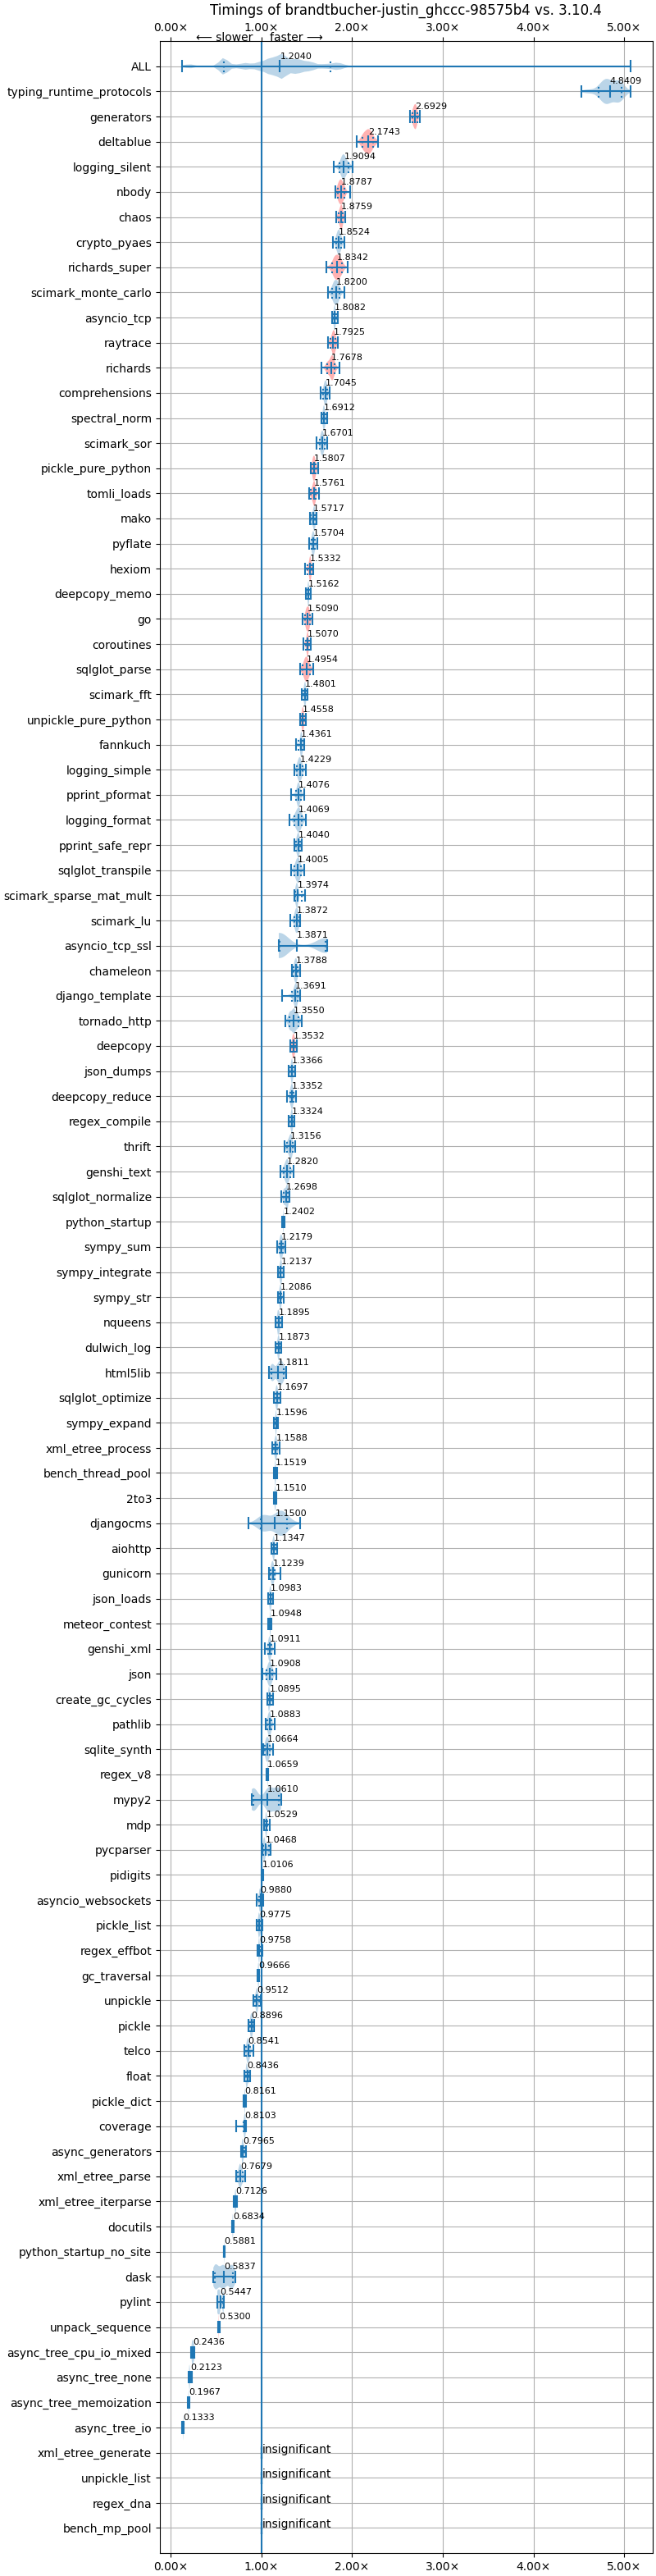 Timings of brandtbucher-justin_ghccc-98575b4 vs. 3.10.4
0.00× 1.00× 2.00× 3.00× 4.00× 5.00×
⟵ slower faster ⟶
ALL 1.2040
typing_runtime_protocols 4.8409
generators 2.6929
deltablue 2.1743
logging_silent 1.9094
nbody 1.8787
chaos 1.8759
crypto_pyaes 1.8524
richards_super 1.8342
scimark_monte_carlo 1.8200
asyncio_tcp 1.8082
raytrace 1.7925
richards 1.7678
comprehensions 1.7045
spectral_norm 1.6912
scimark_sor 1.6701
pickle_pure_python 1.5807
tomli_loads 1.5761
mako 1.5717
pyflate 1.5704
hexiom 1.5332
deepcopy_memo 1.5162
go 1.5090
coroutines 1.5070
sqlglot_parse 1.4954
scimark_fft 1.4801
unpickle_pure_python 1.4558
fannkuch 1.4361
logging_simple 1.4229
pprint_pformat 1.4076
logging_format 1.4069
pprint_safe_repr 1.4040
sqlglot_transpile 1.4005
scimark_sparse_mat_mult 1.3974
scimark_lu 1.3872
asyncio_tcp_ssl 1.3871
chameleon 1.3788
django_template 1.3691
tornado_http 1.3550
deepcopy 1.3532
json_dumps 1.3366
deepcopy_reduce 1.3352
regex_compile 1.3324
thrift 1.3156
genshi_text 1.2820
sqlglot_normalize 1.2698
python_startup 1.2402
sympy_sum 1.2179
sympy_integrate 1.2137
sympy_str 1.2086
nqueens 1.1895
dulwich_log 1.1873
html5lib 1.1811
sqlglot_optimize 1.1697
sympy_expand 1.1596
xml_etree_process 1.1588
bench_thread_pool 1.1519
2to3 1.1510
djangocms 1.1500
aiohttp 1.1347
gunicorn 1.1239
json_loads 1.0983
meteor_contest 1.0948
genshi_xml 1.0911
json 1.0908
create_gc_cycles 1.0895
pathlib 1.0883
sqlite_synth 1.0664
regex_v8 1.0659
mypy2 1.0610
mdp 1.0529
pycparser 1.0468
pidigits 1.0106
asyncio_websockets 0.9880
pickle_list 0.9775
regex_effbot 0.9758
gc_traversal 0.9666
unpickle 0.9512
pickle 0.8896
telco 0.8541
float 0.8436
pickle_dict 0.8161
coverage 0.8103
async_generators 0.7965
xml_etree_parse 0.7679
xml_etree_iterparse 0.7126
docutils 0.6834
python_startup_no_site 0.5881
dask 0.5837
pylint 0.5447
unpack_sequence 0.5300
async_tree_cpu_io_mixed 0.2436
async_tree_none 0.2123
async_tree_memoization 0.1967
async_tree_io 0.1333
xml_etree_generate insignificant
unpickle_list insignificant
regex_dna insignificant
bench_mp_pool insignificant
0.00× 1.00× 2.00× 3.00× 4.00× 5.00×